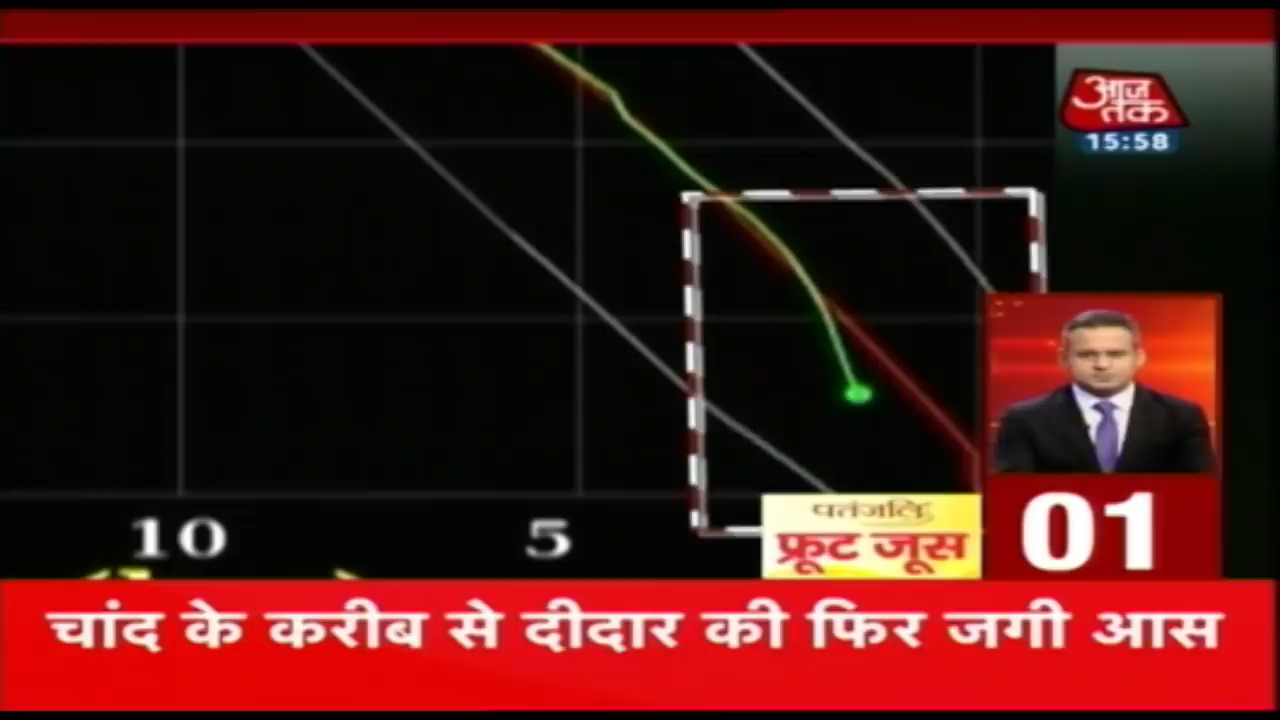 आज
तक
15:58
10
5
पतंजलि
फ्रूट जूस
01
चांद के करीब से दीदार की फिर जगी आस